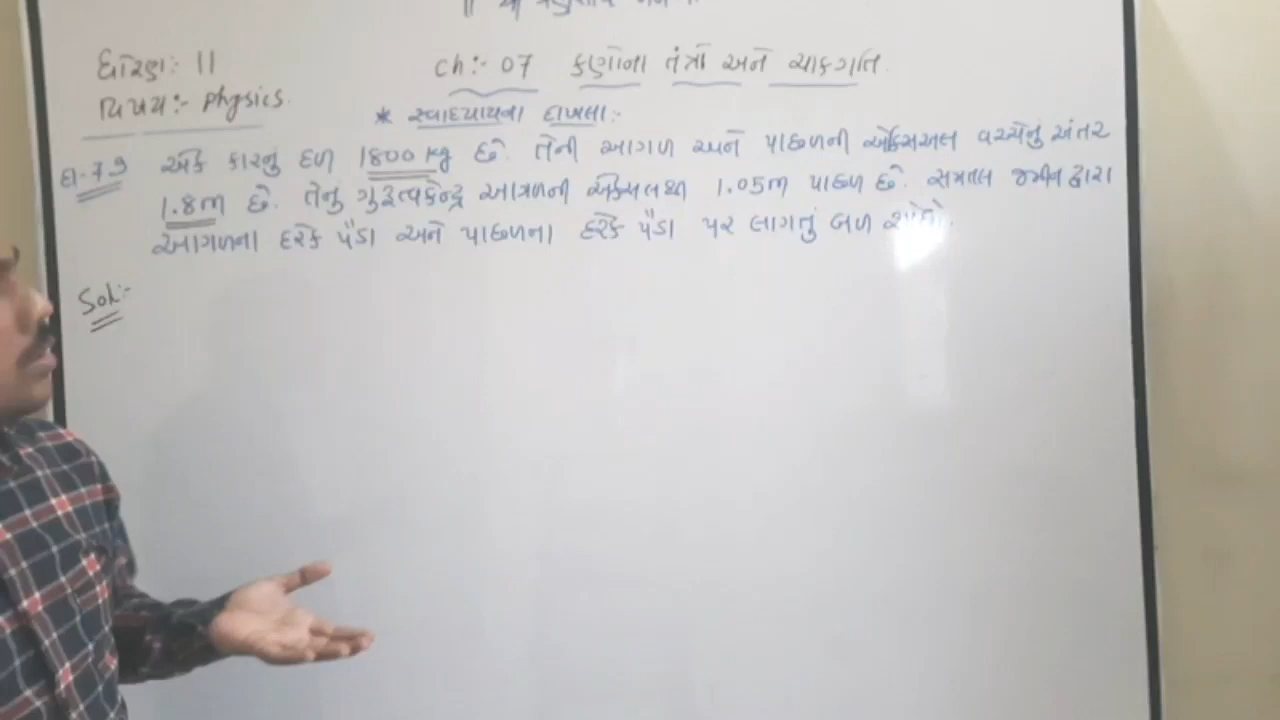 ધોરણ: 11
વિષય:- Physics.
ch:- 07 કણોના તંત્રો અને ચાકગતિ
* સ્વાધ્યાયના દાખલા:-
દા-7.9 એક કારનું દળ 1800 kg છે. તેની આગળ અને પાછળની એક્સિઅલ વચ્ચેનું અંતર
1.8m છે. તેનું ગુરુત્વકેન્દ્ર આગળની એક્સલથી 1.05m પાછળ છે. સમતલ જમીન દ્વારા
આગળના દરેક પૈડા અને પાછળના દરેક પૈડા પર લાગતું બળ શોધો.
Sol:-